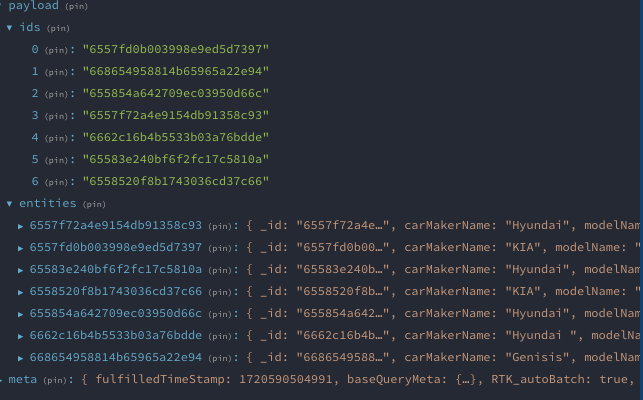 ▼ payload (pin)
▼ ids (pin)
0 (pin): "6557fd0b003998e9ed5d7397"
1 (pin): "668654958814b65965a22e94"
2 (pin): "655854a642709ec03950d66c"
3 (pin): "6557f72a4e9154db91358c93"
4 (pin): "6662c16b4b5533b03a76bdde"
5 (pin): "65583e240bf6f2fc17c5810a"
6 (pin): "6558520f8b1743036cd37c66"
▼ entities (pin)
▶ 6557f72a4e9154db91358c93 (pin): { _id: "6557f72a4e…", carMakerName: "Hyundai", modelNam
▶ 6557fd0b003998e9ed5d7397 (pin): { _id: "6557fd0b00…", carMakerName: "KIA", modelName: "
▶ 65583e240bf6f2fc17c5810a (pin): { _id: "65583e240b…", carMakerName: "Hyundai", modelNam
▶ 6558520f8b1743036cd37c66 (pin): { _id: "6558520f8b…", carMakerName: "KIA", modelName: "
▶ 655854a642709ec03950d66c (pin): { _id: "655854a642…", carMakerName: "Hyundai", modelNam
▶ 6662c16b4b5533b03a76bdde (pin): { _id: "6662c16b4b…", carMakerName: "Hyundai ", modelNa
▶ 668654958814b65965a22e94 (pin): { _id: "6686549588…", carMakerName: "Genisis", modelNam
▶ meta (pin): { fulfilledTimeStamp: 1720590504991, baseQueryMeta: {…}, RTK_autoBatch: true,